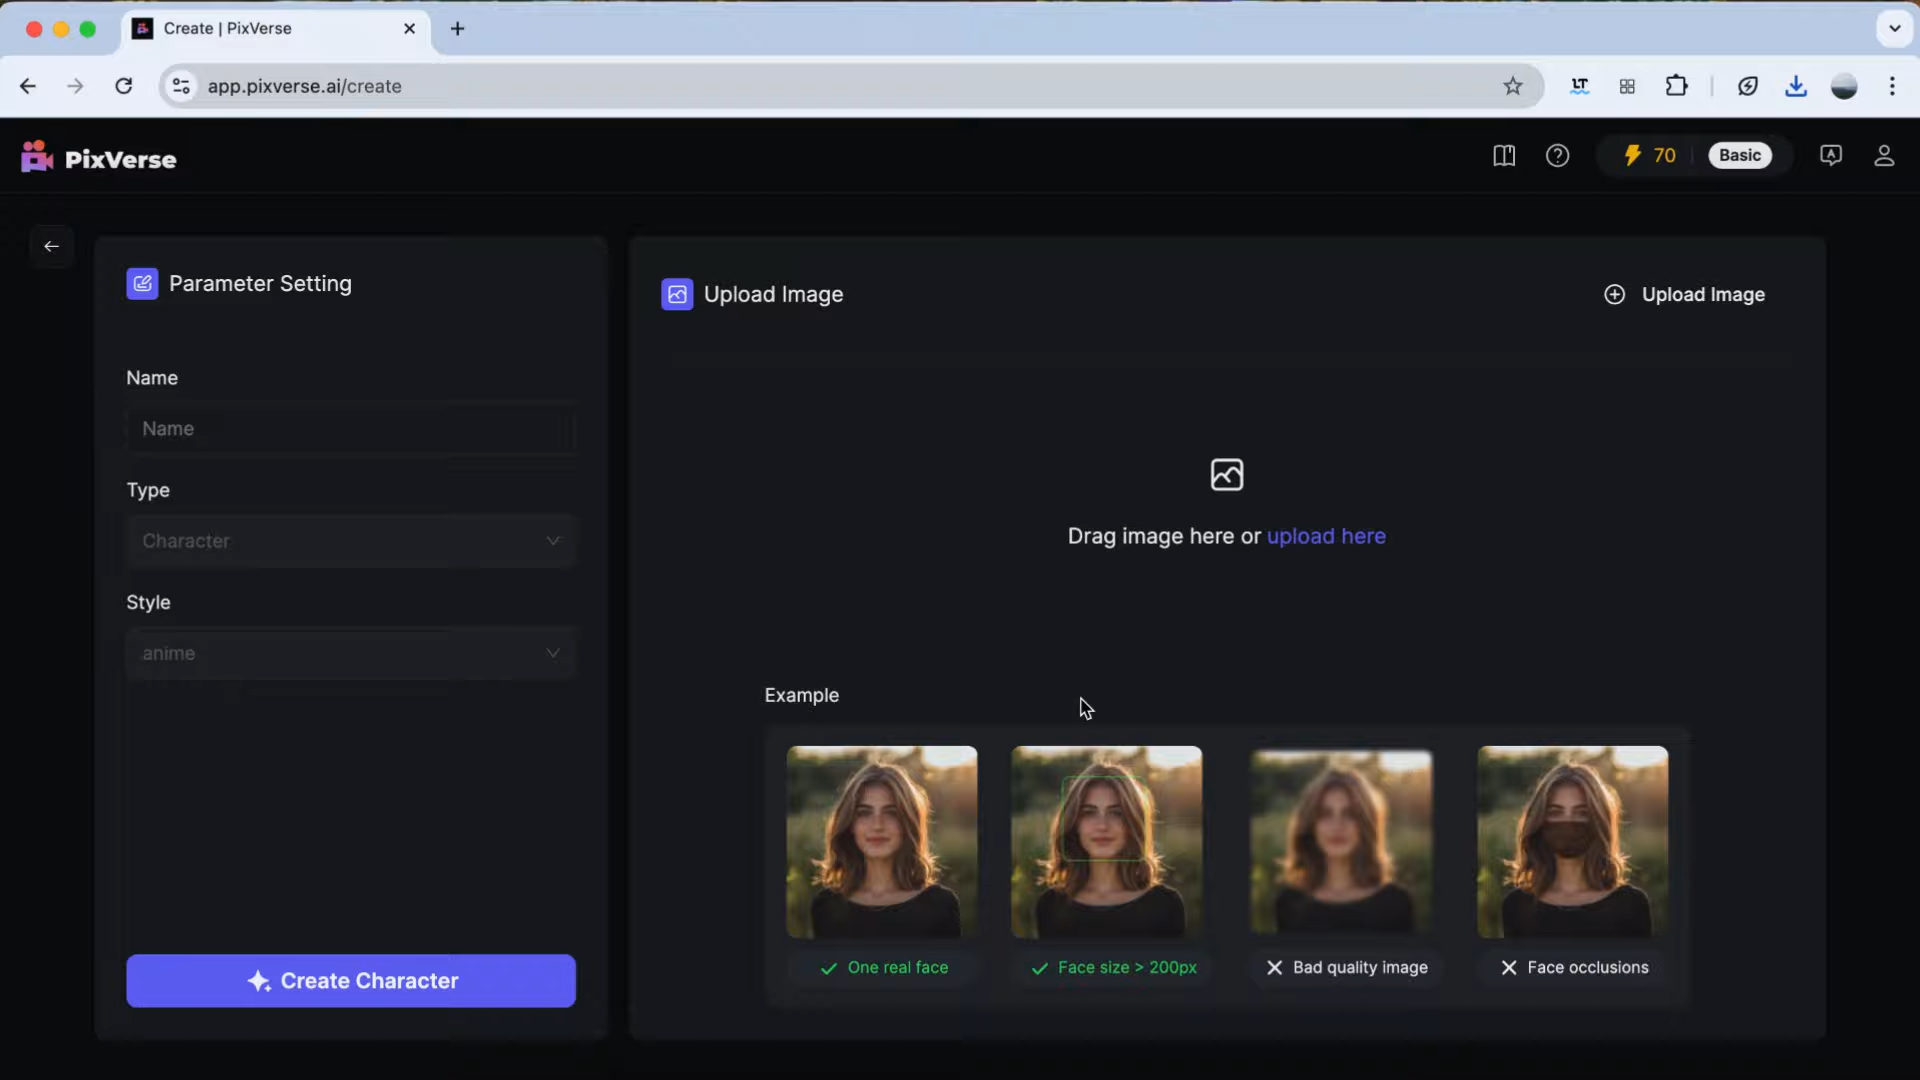 Create | PixVerse
app.pixverse.ai/create
LT
PixVerse
70
Basic
Parameter Setting
Name
Name
Type
Character
Style
anime
Create Character
Upload Image
Upload Image
Drag image here or upload here
Example
One real face
Face size > 200px
Bad quality image
Face occlusions